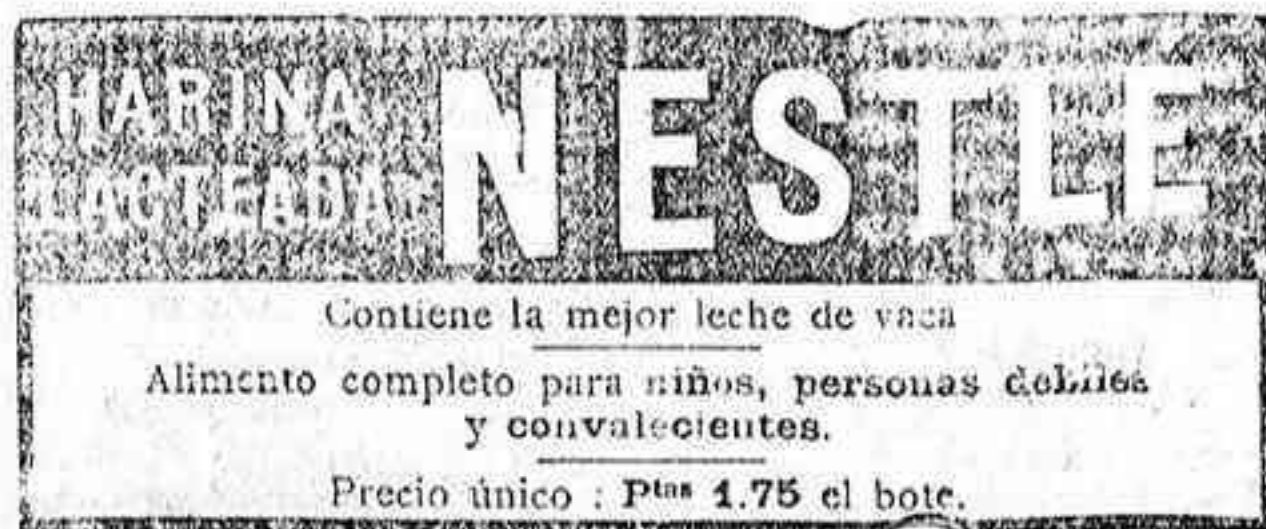 HARINA
LACTEADA
NESTLE
Contiene la mejor leche de vaca
Alimento completo para niños, personas debiles
y convalecientes.
Precio único : Ptas 1.75 el bote.